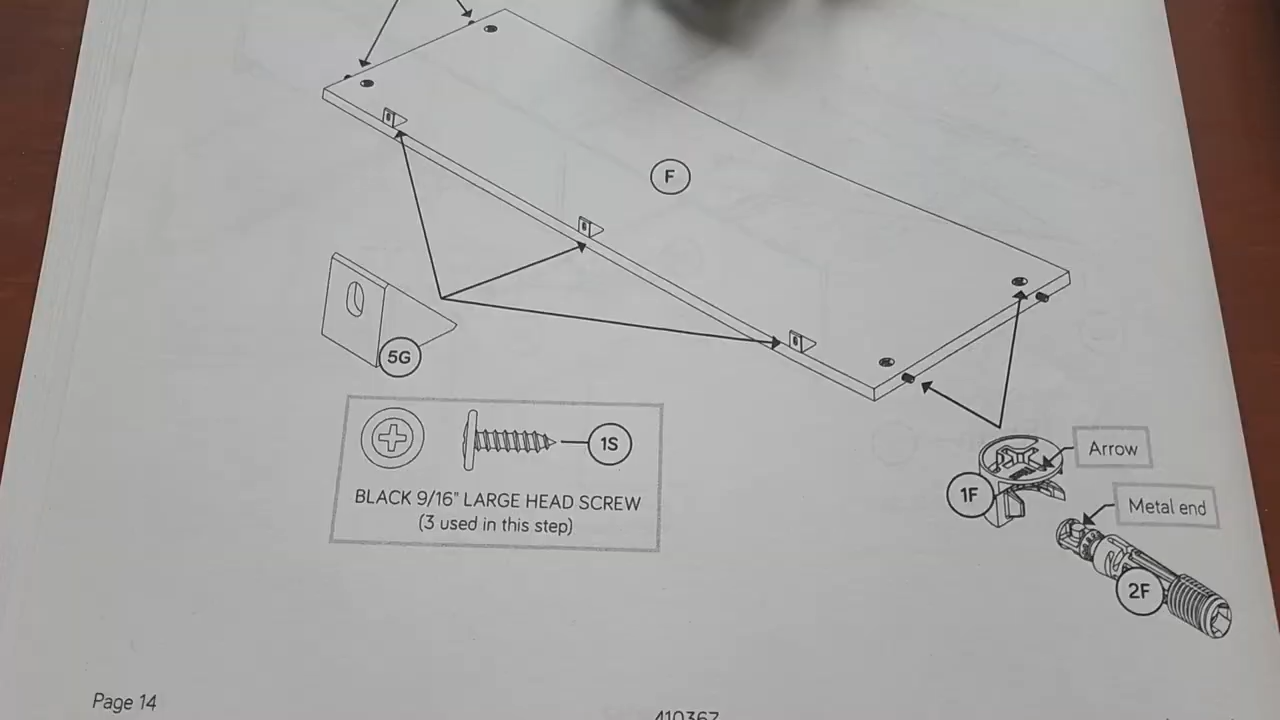 F
5G
1S
BLACK 9/16" LARGE HEAD SCREW
(3 used in this step)
Arrow
1F
Metal end
2F
Page 14
410367